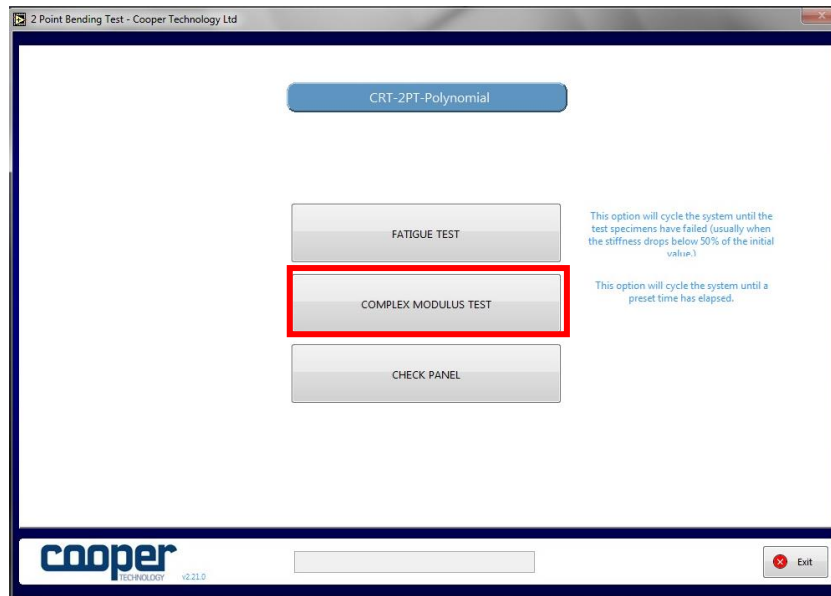 2 Point Bending Test - Cooper Technology Ltd
CRT-2PT-Polynomial
FATIGUE TEST
This option will cycle the system until the
test specimens have failed (usually when
the stiffness drops below 50% of the initial
value.)
COMPLEX MODULUS TEST
This option will cycle the system until a
preset time has elapsed.
CHECK PANEL
cooper
TECHNOLOGY
v2.21.0
Exit